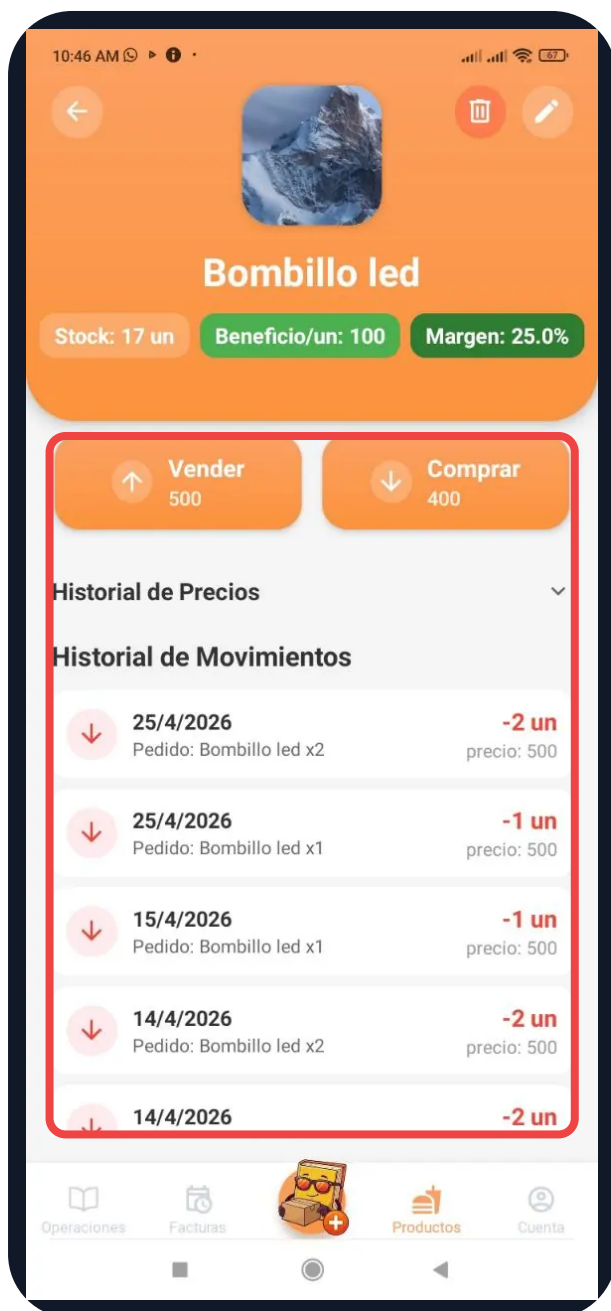 10:46 AM
67
Bombillo led
Stock: 17 un
Beneficio/un: 100
Margen: 25.0%
Vender
500
Comprar
400
Historial de Precios
Historial de Movimientos
25/4/2026
-2 un
Pedido: Bombillo led x2
precio: 500
25/4/2026
-1 un
Pedido: Bombillo led x1
precio: 500
15/4/2026
-1 un
Pedido: Bombillo led x1
precio: 500
14/4/2026
-2 un
Pedido: Bombillo led x2
precio: 500
14/4/2026
-2 un
Operaciones
Facturas
Productos
Cuenta